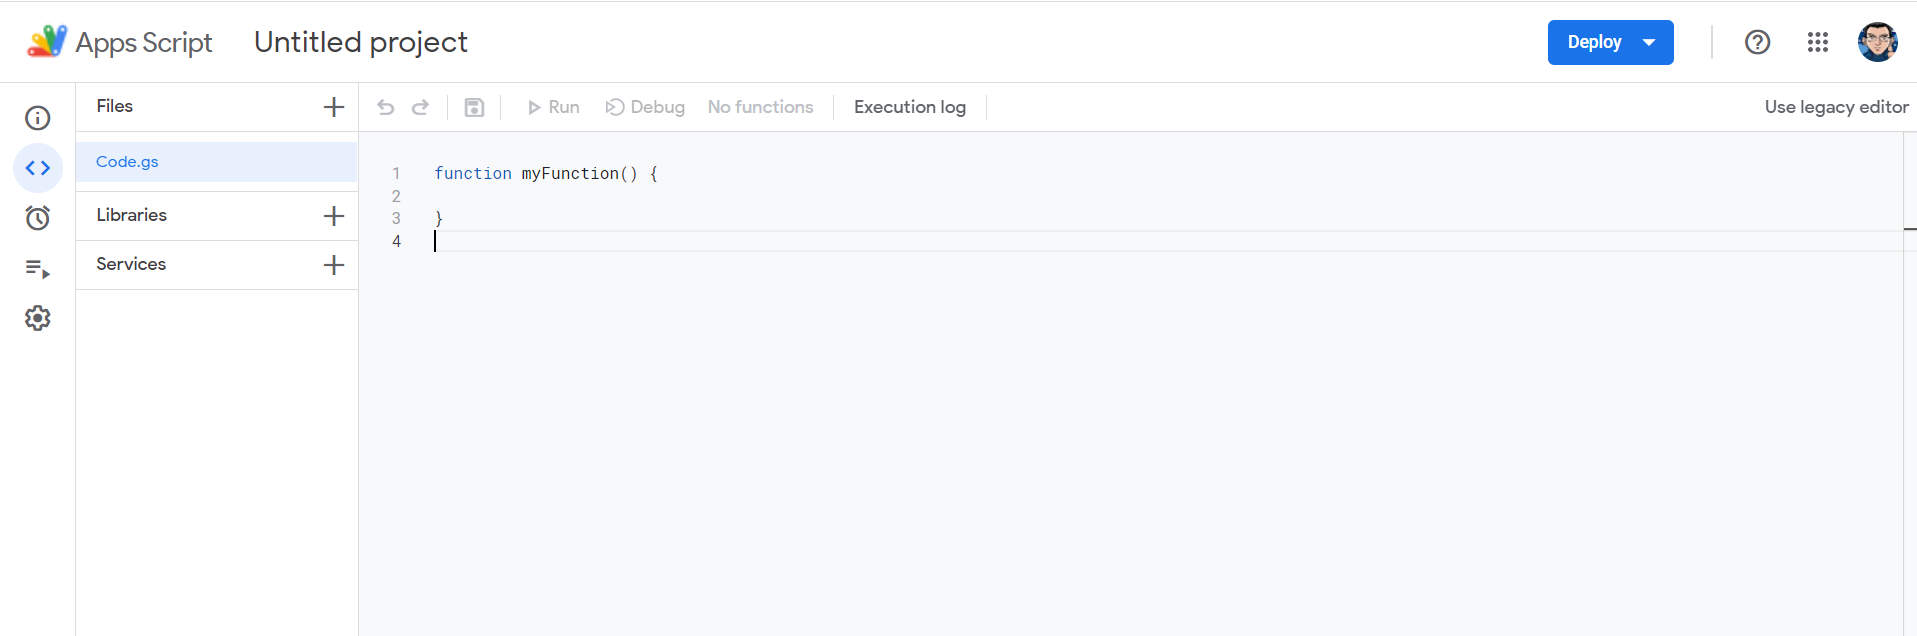 Apps Script Untitled project Deploy
Files Run Debug No functions Execution log Use legacy editor
Code.gs
Libraries
Services
1 function myFunction() {
2
3 }
4